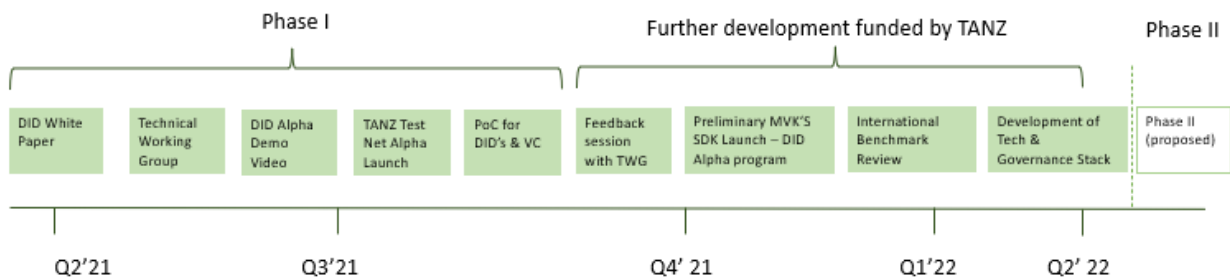 Phase I
Further development funded by TANZ
Phase II
DID White
Paper
Technical
Working
Group
DID Alpha
Demo
Video
TANZ Test
Net Alpha
Launch
PoC for
DID's & VC
Feedback
session
with TWG
Preliminary MVK'S
SDK Launch – DID
Alpha program
International
Benchmark
Review
Development of
Tech &
Governance Stack
Phase II
(proposed)
Q2'21
Q3'21
Q4' 21
Q1'22
Q2' 22